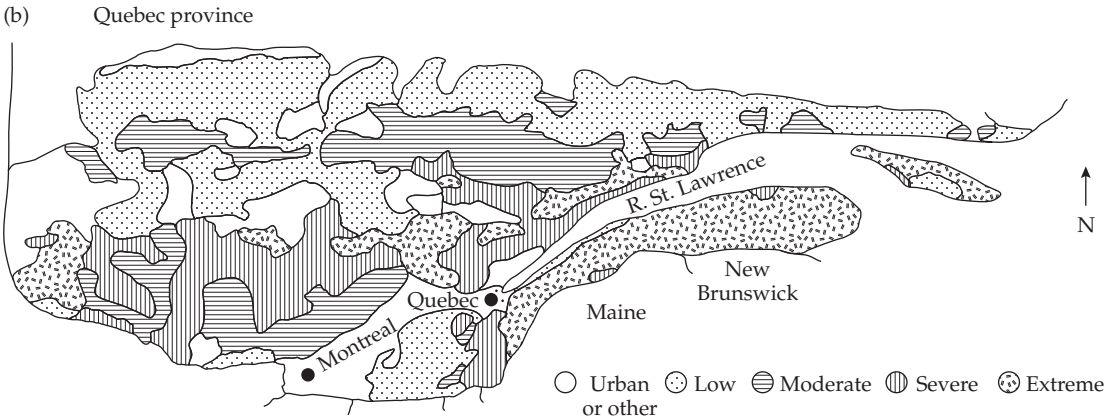 (b) Quebec province
R. St. Lawrence
N
New
Brunswick
Quebec
Maine
Montreal
Urban
or other
Low
Moderate
Severe
Extreme